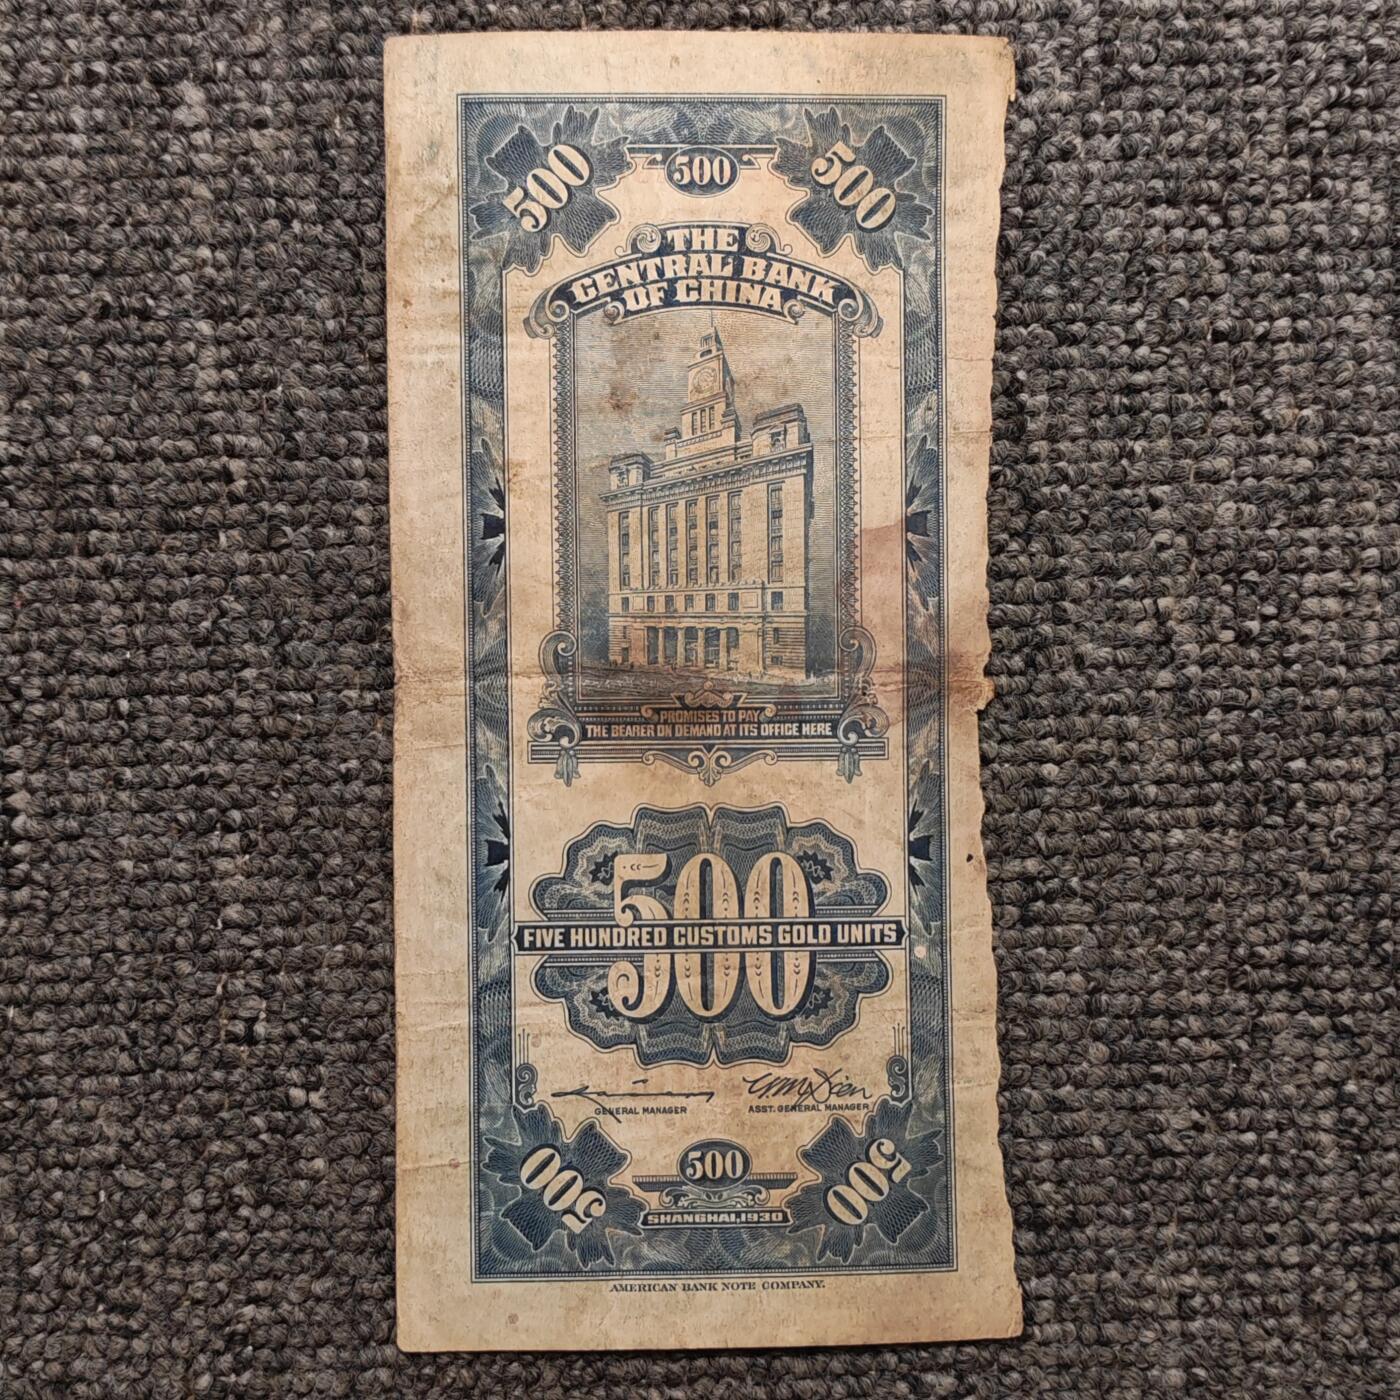 500 500 500
THE
CENTRAL BANK
OF CHINA
PROMISES TO PAY
THE BEARER ON DEMAND AT ITS OFFICE HERE
500
FIVE HUNDRED CUSTOMS GOLD UNITS
GENERAL MANAGER ASST. GENERAL MANAGER
500 500 500
SHANGHAI, 1930
AMERICAN BANK NOTE COMPANY.